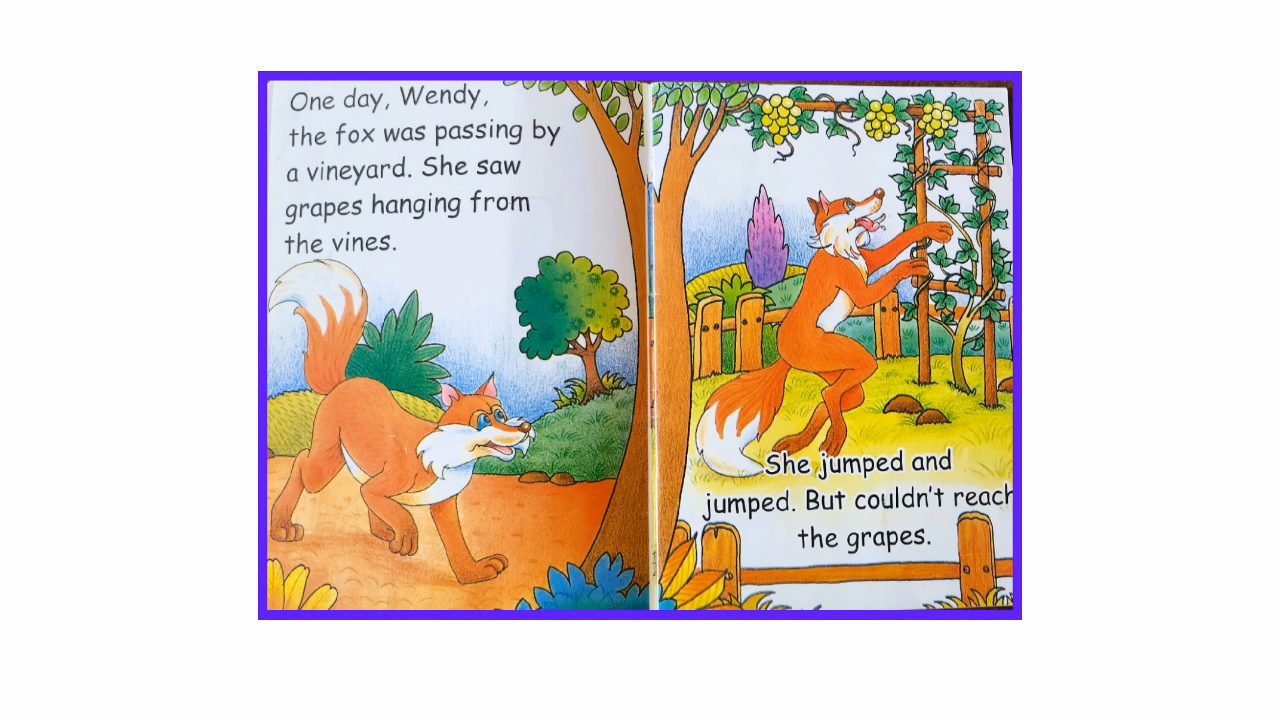 One day, Wendy,
the fox was passing by
a vineyard. She saw
grapes hanging from
the vines.
She jumped and
jumped. But couldn't reach
the grapes.